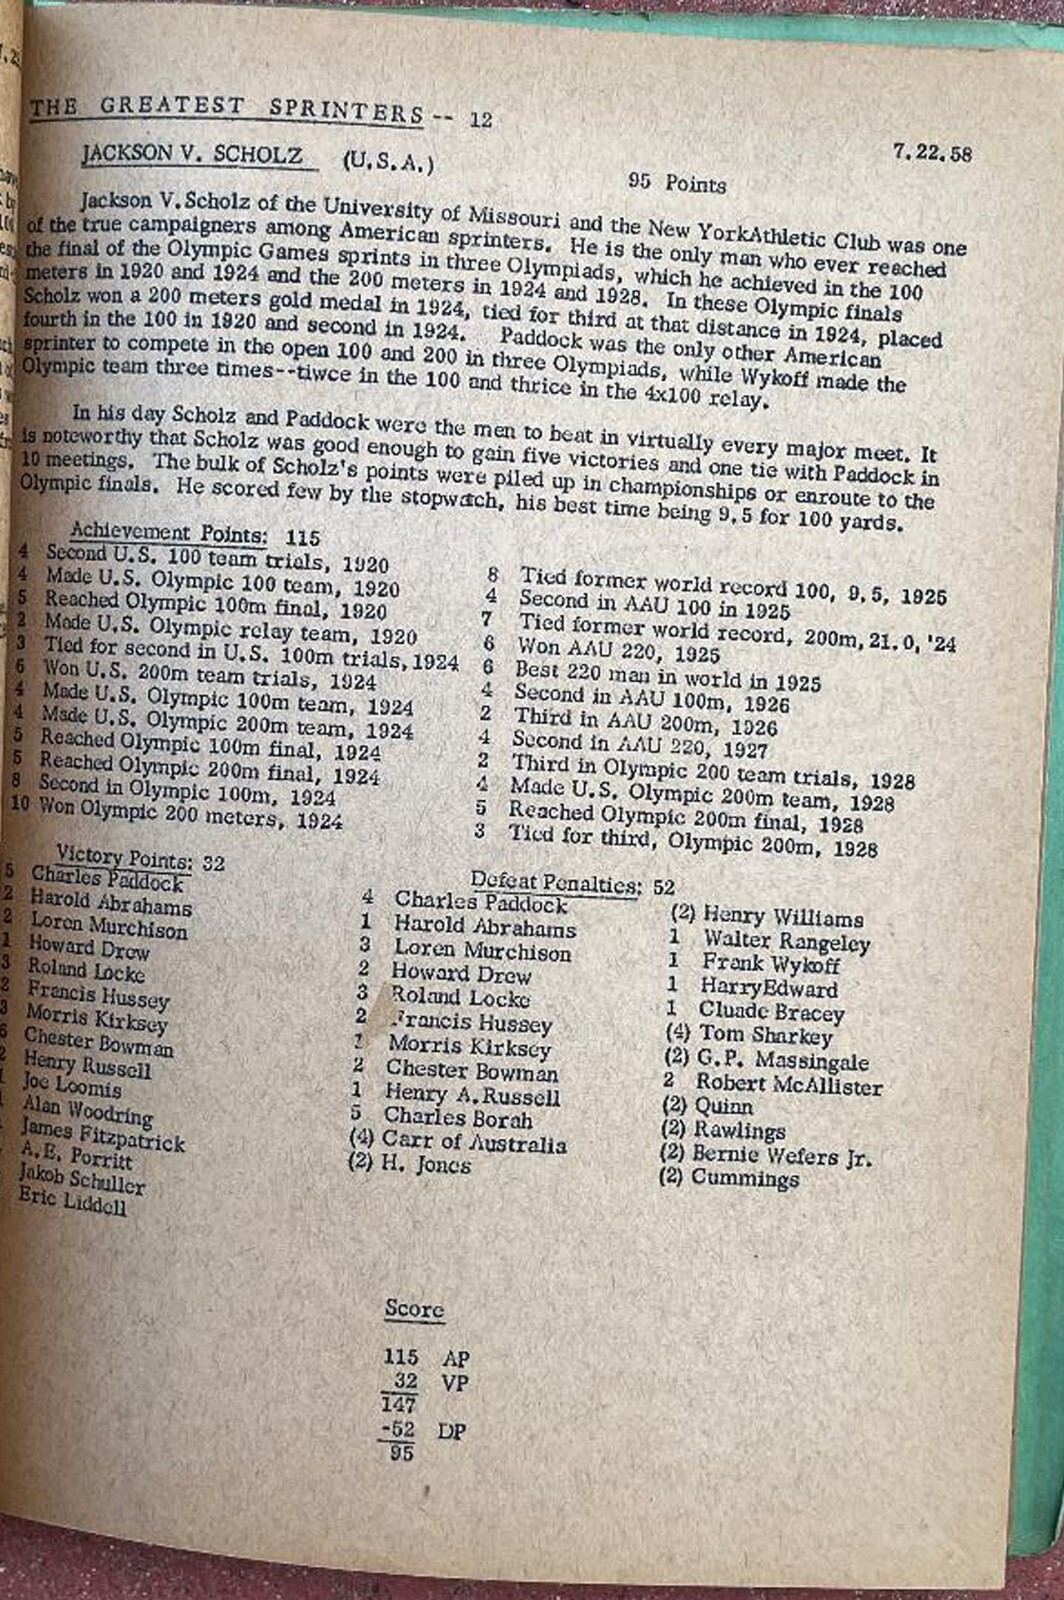 THE GREATEST SPRINTERS -- 12
7.22.58
JACKSON V. SCHOLZ (U.S.A.)
95 Points
Jackson V.Scholz of the University of Missouri and the New YorkAthletic Club was one
of the true campaigners among American sprinters. He is the only man who ever reached
the final of the Olympic Games sprints in three Olympiads, which he achieved in the 100
meters in 1920 and 1924 and the 200 meters in 1924 and 1928. In these Olympic finals
Scholz won a 200 meters gold medal in 1924, tied for third at that distance in 1924, placed
fourth in the 100 in 1920 and second in 1924. Paddock was the only other American
sprinter to compete in the open 100 and 200 in three Olympiads, while Wykoff made the
Olympic team three times--tiwce in the 100 and thrice in the 4x100 relay.
In his day Scholz and Paddock were the men to beat in virtually every major meet. It
is noteworthy that Scholz was good enough to gain five victories and one tie with Paddock in
10 meetings. The bulk of Scholz's points were piled up in championships or enroute to the
Olympic finals. He scored few by the stopwatch, his best time being 9.5 for 100 yards.
Achievement Points: 115
4 Second U.S. 100 team trials, 1920
4 Made U.S. Olympic 100 team, 1920
5 Reached Olympic 100m final, 1920
2 Made U.S. Olympic relay team, 1920
3 Tied for second in U.S. 100m trials, 1924
6 Won U.S. 200m team trials, 1924
4 Made U.S. Olympic 100m team, 1924
4 Made U.S. Olympic 200m team, 1924
5 Reached Olympic 100m final, 1924
5 Reached Olympic 200m final, 1924
8 Second in Olympic 100m, 1924
10 Won Olympic 200 meters, 1924
8 Tied former world record 100, 9.5, 1925
4 Second in AAU 100 in 1925
7 Tied former world record, 200m, 21.0, '24
6 Won AAU 220, 1925
6 Best 220 man in world in 1925
4 Second in AAU 100m, 1926
2 Third in AAU 200m, 1926
4 Second in AAU 220, 1927
2 Third in Olympic 200 team trials, 1928
4 Made U.S. Olympic 200m team, 1928
5 Reached Olympic 200m final, 1928
3 Tied for third, Olympic 200m, 1928
Victory Points: 32
5 Charles Paddock
2 Harold Abrahams
2 Loren Murchison
1 Howard Drew
3 Roland Locke
2 Francis Hussey
3 Morris Kirksey
6 Chester Bowman
2 Henry Russell
Joe Loomis
Alan Woodring
James Fitzpatrick
A.E. Porritt
Jakob Schuller
Eric Liddell
Defeat Penalties: 52
4 Charles Paddock
1 Harold Abrahams
3 Loren Murchison
2 Howard Drew
3 Roland Locke
2 Francis Hussey
Morris Kirksey
2 Chester Bowman
1 Henry A.Russell
5 Charles Borah
(4) Carr of Australia
(2) H. Jones
(2) Henry Williams
1 Walter Rangeley
1 Frank Wykoff
1 HarryEdward
1 Cluade Bracey
(4) Tom Sharkey
(2) G.P. Massingale
2 Robert McAllister
(2) Quinn
(2) Rawlings
(2) Bernie Wefers Jr.
(2) Cummings
Score
115 AP
32 VP
147
-52 DP
95